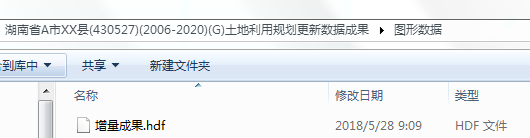 湖南省A市XX县(430527)(2006-2020)(G)土地利用规划更新数据成果 ▸ 图形数据
到库中 ▾ 共享 ▾ 新建文件夹
名称 修改日期 类型
增量成果.hdf 2018/5/28 9:09 HDF 文件